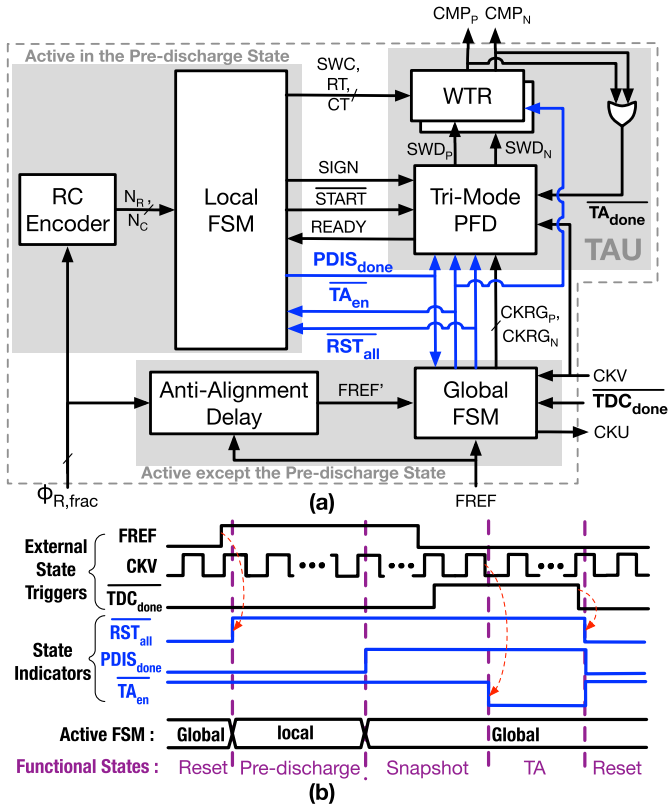 CMP_P CMP_N
Active in the Pre-discharge State
SWC,
RT,
CT
WTR
SWD_P SWD_N
RC
Encoder
N_R,
N_C
Local
FSM
SIGN
START
READY
Tri-Mode
PFD
TA_done
TAU
PDIS_done
TA_en
RST_all
CKRG_P,
CKRG_N
Anti-Alignment
Delay
FREF'
Global
FSM
CKV
TDC_done
CKU
Active except the Pre-discharge State
Φ_R,frac
(a)
FREF
External
State
Triggers
FREF
CKV
TDC_done
State
Indicators
RST_all
PDIS_done
TA_en
Active FSM : Global local Global
Functional States : Reset Pre-discharge Snapshot TA Reset
(b)